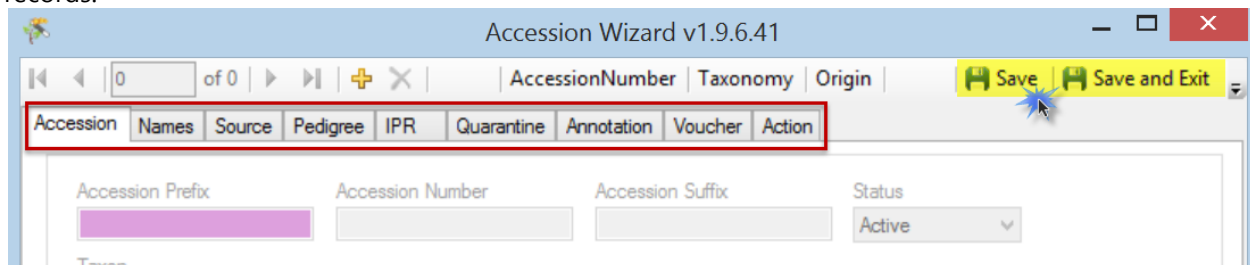 records.
Accession Wizard v1.9.6.41
0 of 0 AccessionNumber Taxonomy Origin Save Save and Exit
Accession Names Source Pedigree IPR Quarantine Annotation Voucher Action
Accession Prefix Accession Number Accession Suffix Status
Active
Taxon